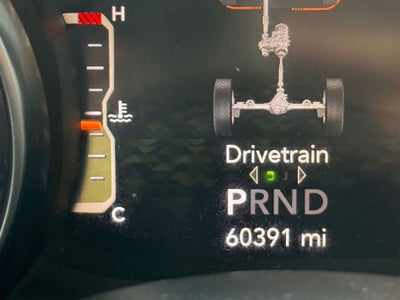 H
C
Drivetrain
PRND
60391 mi